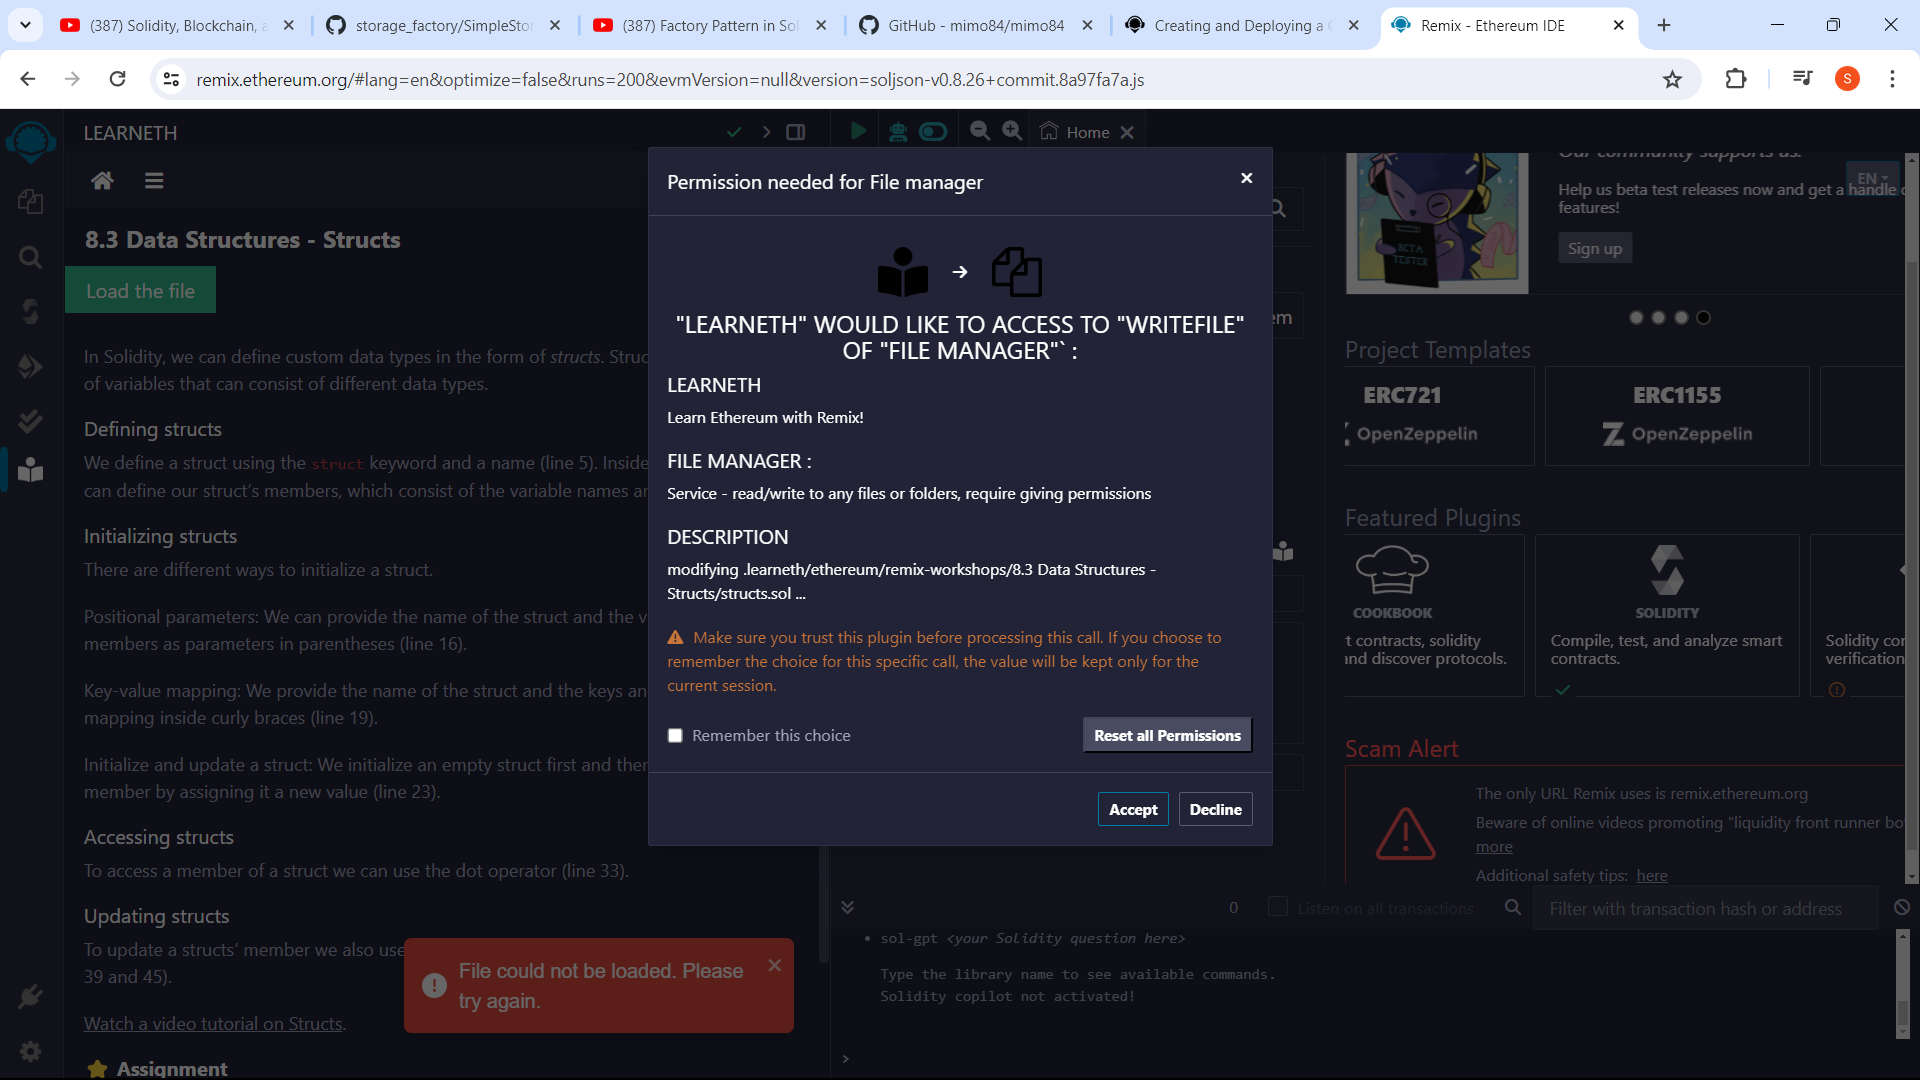 (387) Solidity, Blockchain, a
storage_factory/SimpleStor
(387) Factory Pattern in Sol
GitHub - mimo84/mimo84
Creating and Deploying a C
Remix - Ethereum IDE
remix.ethereum.org/#lang=en&optimize=false&runs=200&evmVersion=null&version=soljson-v0.8.26+commit.8a97fa7a.js
S
LEARNETH
Home
8.3 Data Structures - Structs
Load the file
In Solidity, we can define custom data types in the form of structs. Struc
of variables that can consist of different data types.
Defining structs
We define a struct using the struct keyword and a name (line 5). Inside
can define our struct's members, which consist of the variable names an
Initializing structs
There are different ways to initialize a struct.
Positional parameters: We can provide the name of the struct and the v
members as parameters in parentheses (line 16).
Key-value mapping: We provide the name of the struct and the keys an
mapping inside curly braces (line 19).
Initialize and update a struct: We initialize an empty struct first and then
member by assigning it a new value (line 23).
Accessing structs
To access a member of a struct we can use the dot operator (line 33).
Updating structs
To update a structs' member we also use
39 and 45).
Watch a video tutorial on Structs.
Assignment
File could not be loaded. Please
try again.
Permission needed for File manager
"LEARNETH" WOULD LIKE TO ACCESS TO "WRITEFILE"
OF "FILE MANAGER"` :
LEARNETH
Learn Ethereum with Remix!
FILE MANAGER :
Service - read/write to any files or folders, require giving permissions
DESCRIPTION
modifying .learneth/ethereum/remix-workshops/8.3 Data Structures -
Structs/structs.sol ...
Make sure you trust this plugin before processing this call. If you choose to
remember the choice for this specific call, the value will be kept only for the
current session.
Remember this choice
Reset all Permissions
Accept
Decline
em
Our community supports us.
EN
Help us beta test releases now and get a handle o
features!
Sign up
BETA
TESTER
Project Templates
ERC721
OpenZeppelin
ERC1155
OpenZeppelin
Featured Plugins
COOKBOOK
t contracts, solidity
and discover protocols.
SOLIDITY
Compile, test, and analyze smart
contracts.
Solidity cor
verification
Scam Alert
The only URL Remix uses is remix.ethereum.org
Beware of online videos promoting "liquidity front runner bo
more
Additional safety tips: here
0
Listen on all transactions
Filter with transaction hash or address
• sol-gpt <your Solidity question here>
Type the library name to see available commands.
Solidity copilot not activated!
>